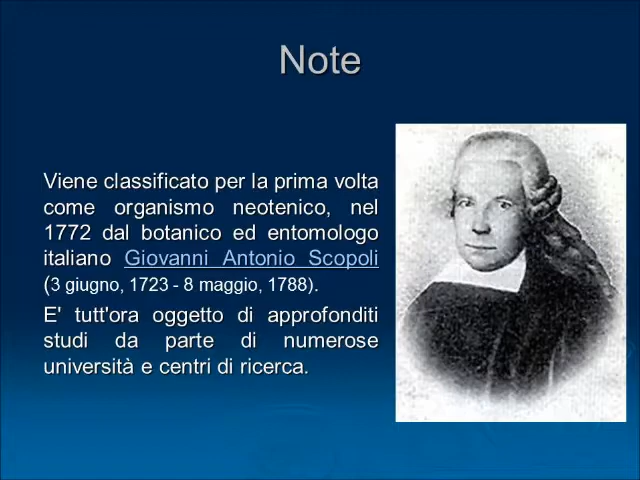 Note
Viene classificato per la prima volta
come organismo neotenico, nel
1772 dal botanico ed entomologo
italiano Giovanni Antonio Scopoli
(3 giugno, 1723 - 8 maggio, 1788).
E' tutt'ora oggetto di approfonditi
studi da parte di numerose
università e centri di ricerca.